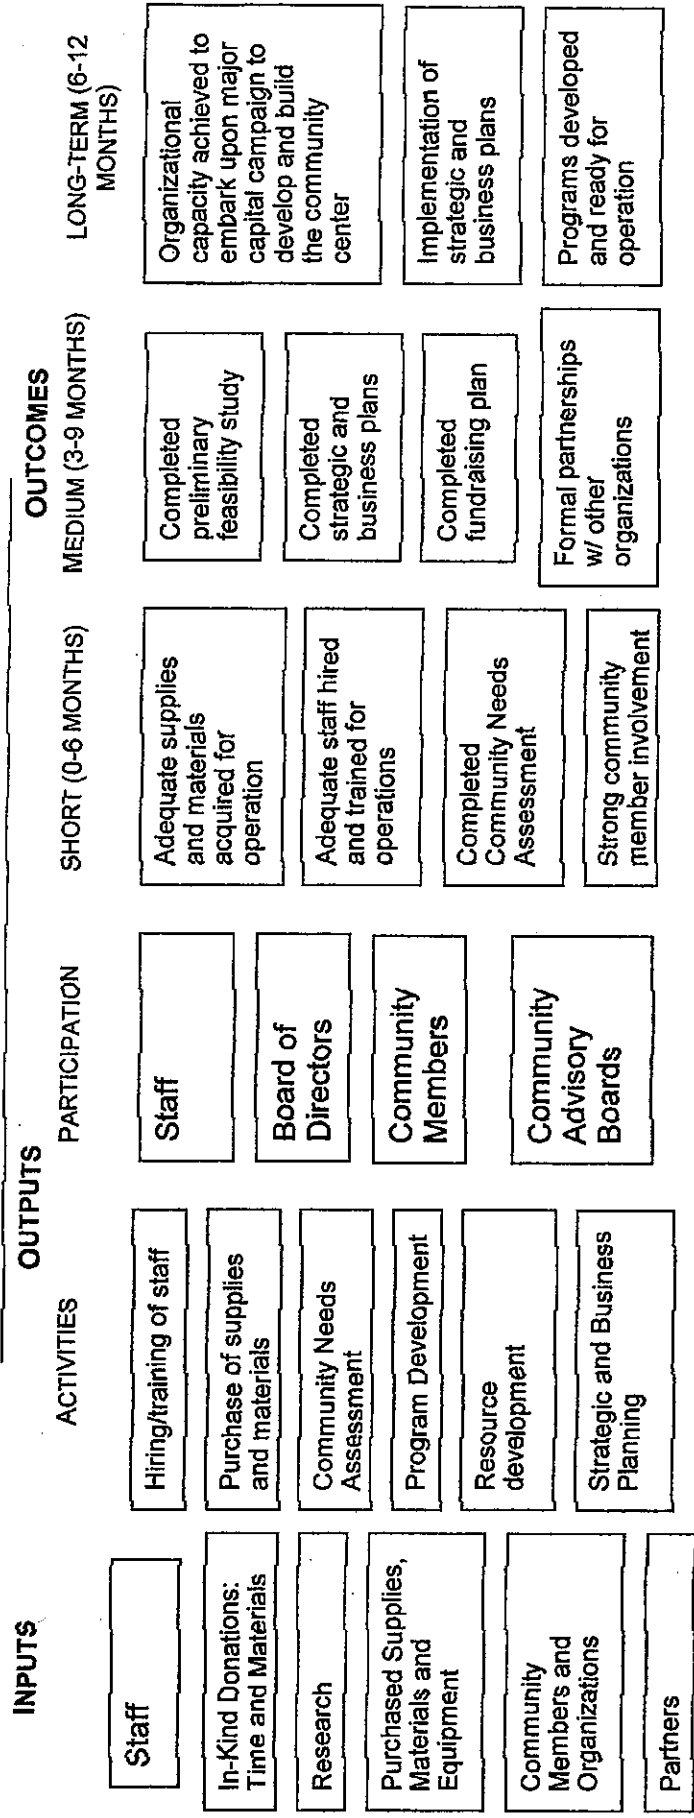 INPUTS
Staff
In-Kind Donations:
Time and Materials
Research
Purchased Supplies,
Materials and
Equipment
Community
Members and
Organizations
Partners
OUTPUTS
ACTIVITIES
Hiring/training of staff
Purchase of supplies
and materials
Community Needs
Assessment
Program Development
Resource
development
Strategic and Business
Planning
PARTICIPATION
Staff
Board of
Directors
Community
Members
Community
Advisory
Boards
OUTCOMES
SHORT (0-6 MONTHS)
Adequate supplies
and materials
acquired for
operation
Adequate staff hired
and trained for
operations
Completed
Community Needs
Assessment
Strong community
member involvement
MEDIUM (3-9 MONTHS)
Completed
preliminary
feasibility study
Completed
strategic and
business plans
Completed
fundraising plan
Formal partnerships
w/ other
organizations
LONG-TERM (6-12
MONTHS)
Organizational
capacity achieved to
embark upon major
capital campaign to
develop and build
the community
center
Implementation of
strategic and
business plans
Programs developed
and ready for
operation